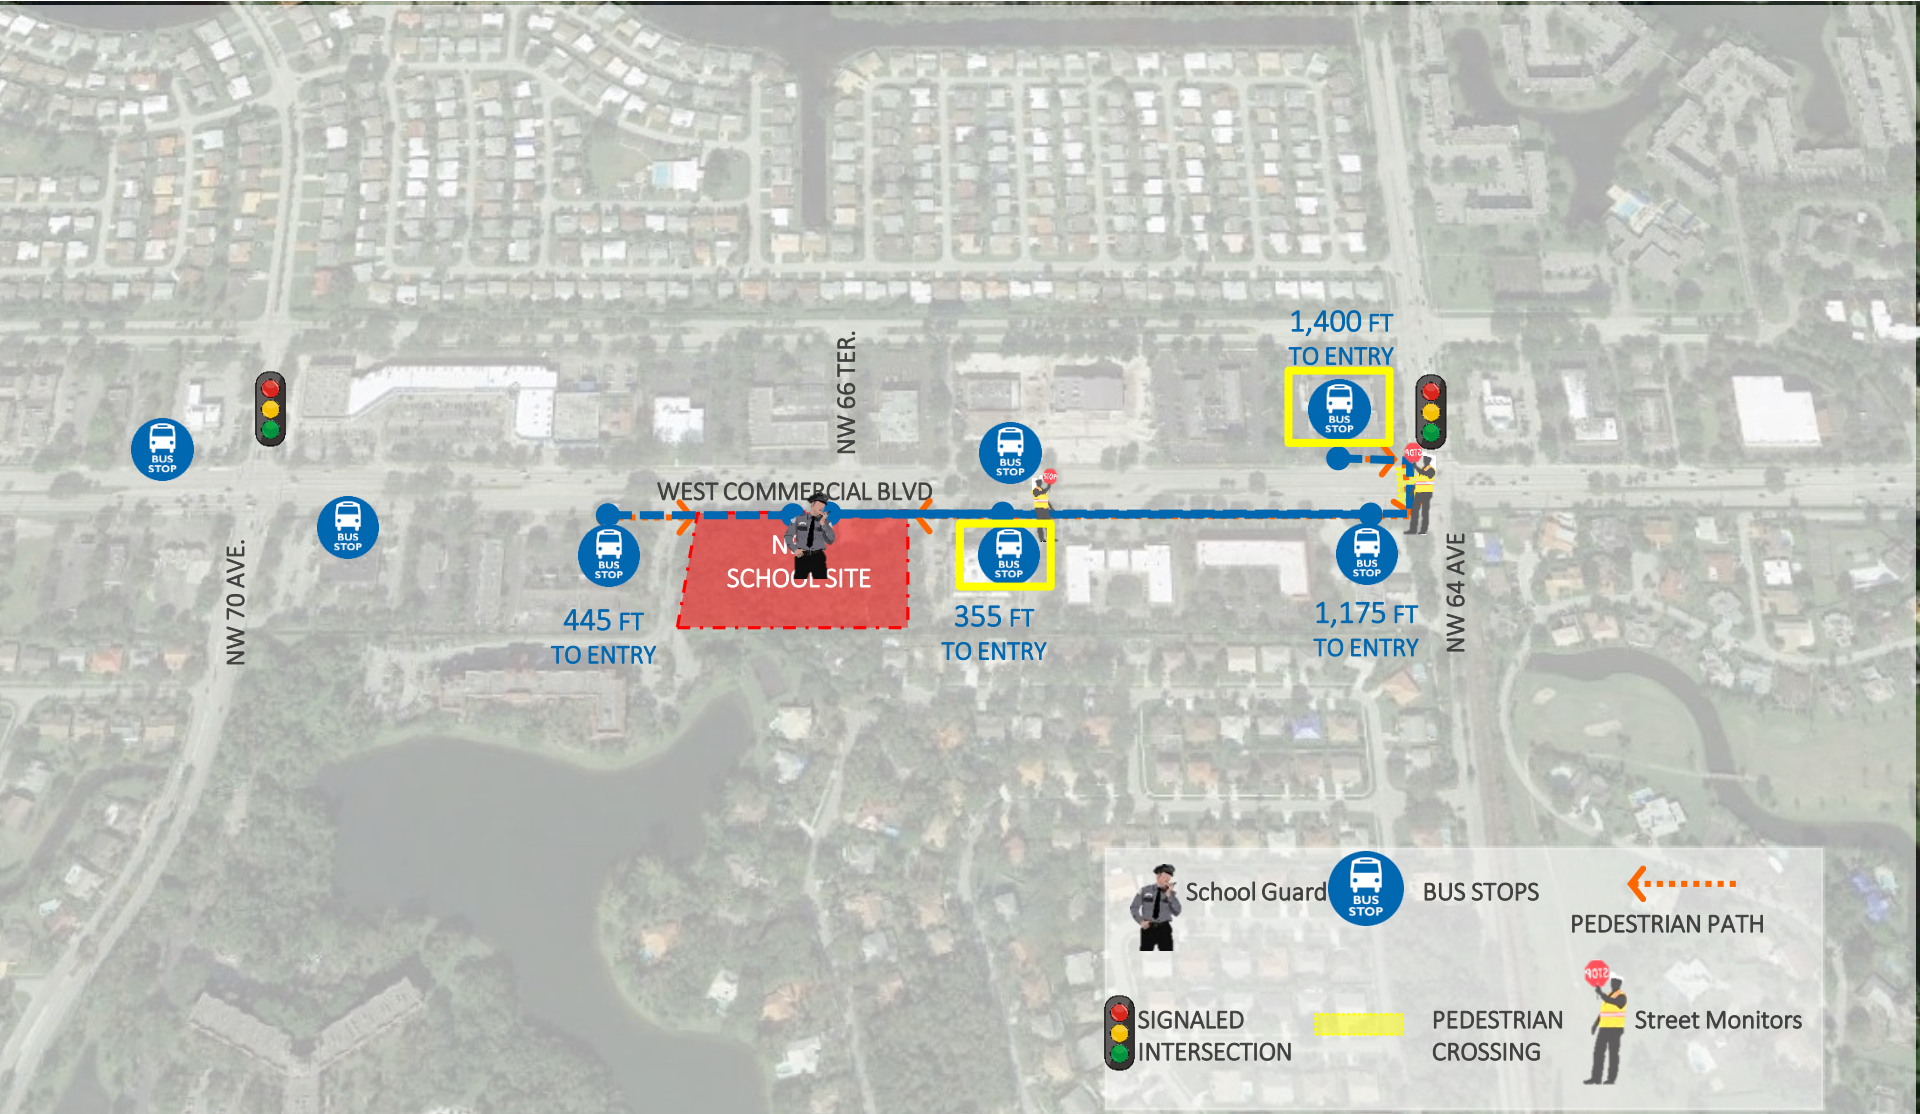 1,400 FT
TO ENTRY
NW 66 TER.
BUS
STOP
BUS
STOP
BUS
STOP
WEST COMMERCIAL BLVD
STOP
BUS
STOP
BUS
STOP
BUS
STOP
BUS
STOP
SCHOOL SITE
NW 70 AVE.
NW 64 AVE
445 FT
TO ENTRY
355 FT
TO ENTRY
1,175 FT
TO ENTRY
School Guard
BUS
STOP
BUS STOPS
PEDESTRIAN PATH
STOP
SIGNALED
INTERSECTION
PEDESTRIAN
CROSSING
Street Monitors